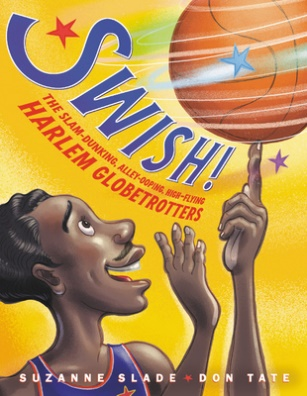 SWISH!
THE SLAM-DUNKING, ALLEY-OOPING, HIGH-FLYING
HARLEM GLOBETROTTERS
SUZANNE SLADE ★ DON TATE